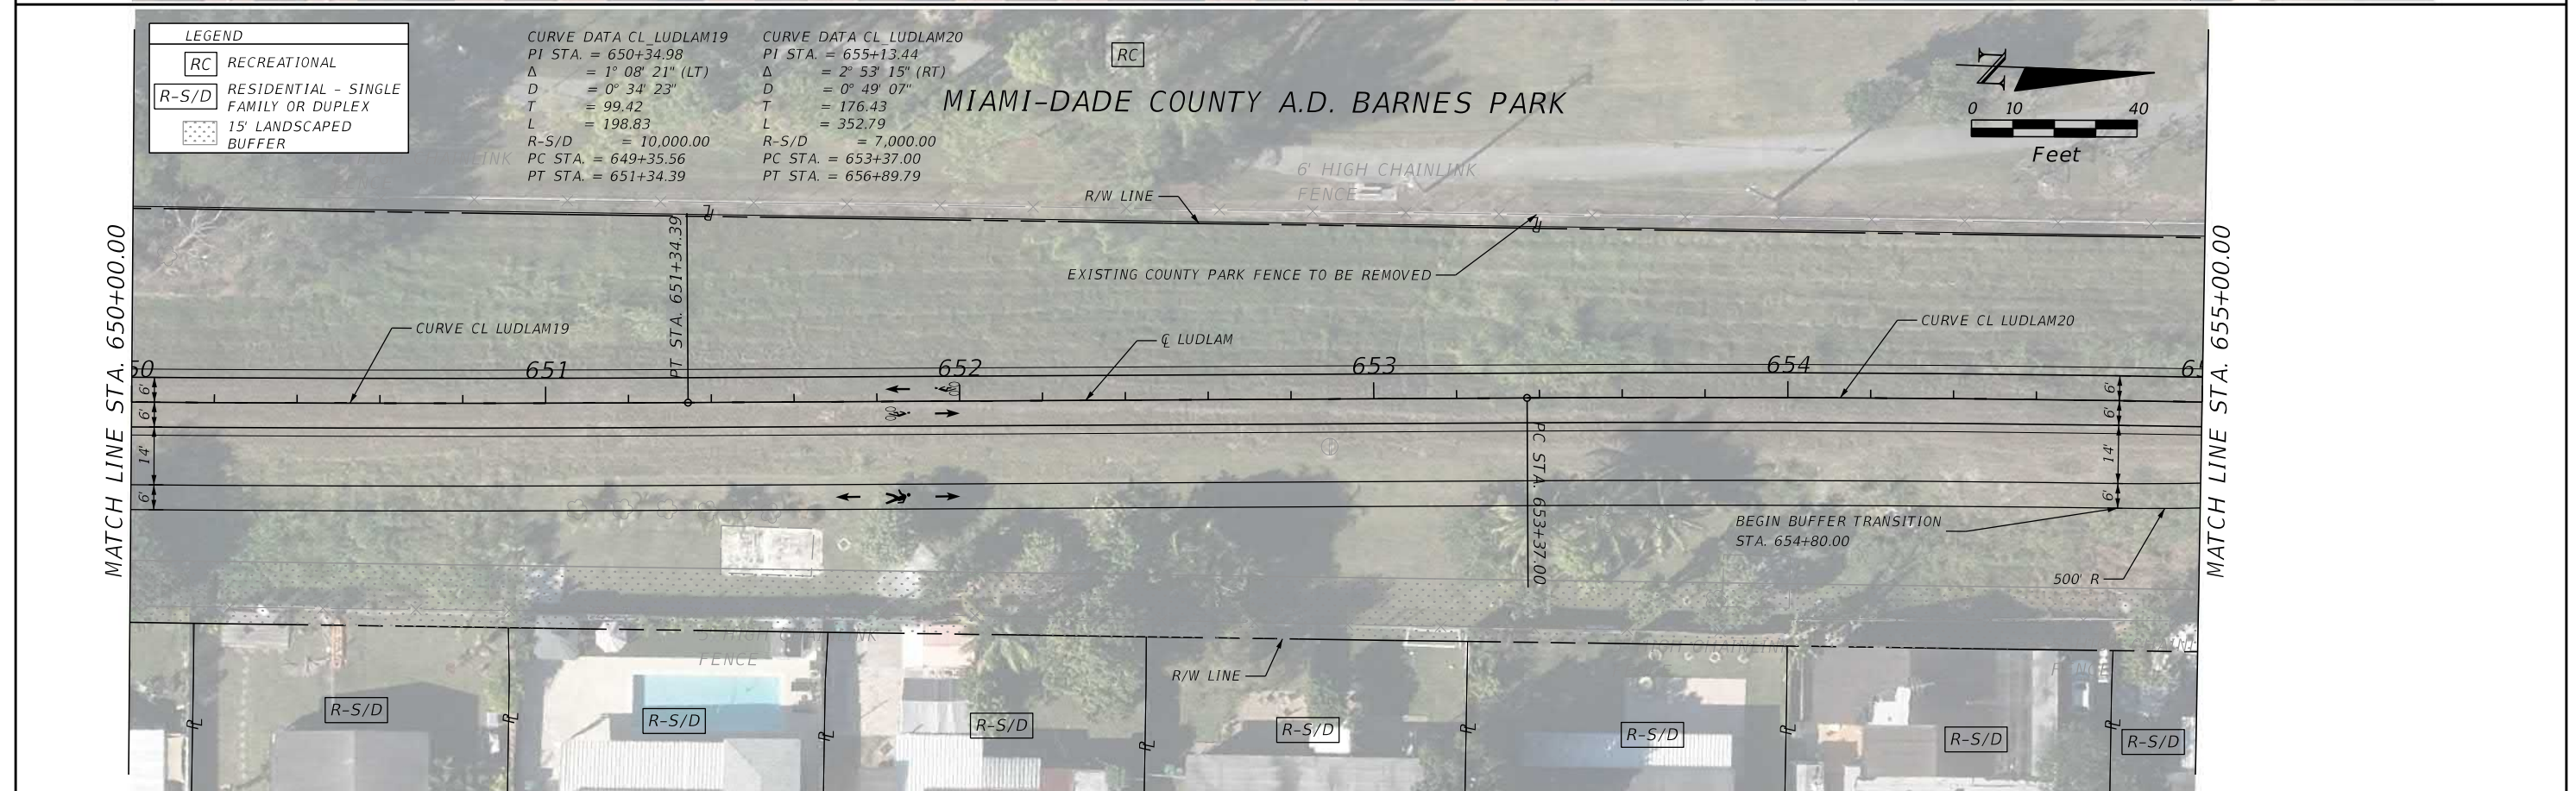 LEGEND
RC RECREATIONAL
R-S/D RESIDENTIAL - SINGLE
FAMILY OR DUPLEX
15' LANDSCAPED
BUFFER
CURVE DATA CL_LUDLAM19
PI STA. = 650+34.98
Δ = 1° 08' 21" (LT)
D = 0° 34' 23"
T = 99.42
L = 198.83
R-S/D = 10,000.00
PC STA. = 649+35.56
PT STA. = 651+34.39
CURVE DATA CL_LUDLAM20
PI STA. = 655+13.44
Δ = 2° 53' 15" (RT)
D = 0° 49' 07"
T = 176.43
L = 352.79
R-S/D = 7,000.00
PC STA. = 653+37.00
PT STA. = 656+89.79
RC
MIAMI-DADE COUNTY A.D. BARNES PARK
N
0 10 40
Feet
6' HIGH CHAINLINK
FENCE
R/W LINE
EXISTING COUNTY PARK FENCE TO BE REMOVED
MATCH LINE STA. 650+00.00
PT STA. 651+34.39
CURVE CL LUDLAM19
℄ LUDLAM
CURVE CL LUDLAM20
50 651 652 653 654 65
6' 6' 14' 6'
6' 6' 14' 6'
PC STA. 653+37.00
BEGIN BUFFER TRANSITION
STA. 654+80.00
500' R
MATCH LINE STA. 655+00.00
FENCE
R/W LINE
R-S/D R-S/D R-S/D R-S/D R-S/D R-S/D R-S/D